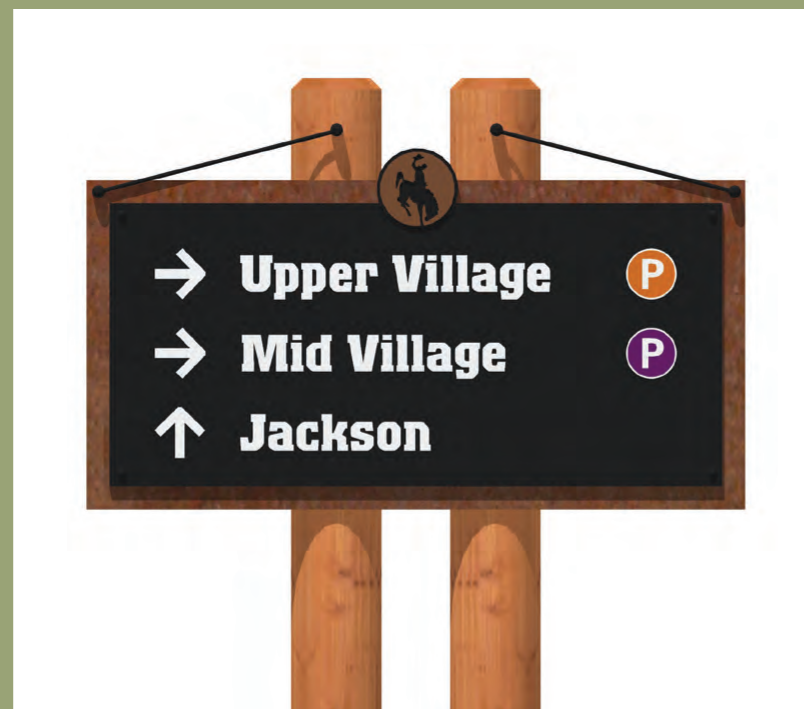 → Upper Village P
→ Mid Village P
↑ Jackson